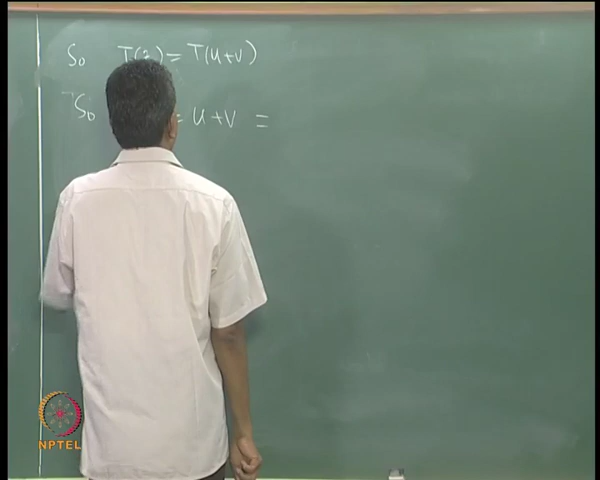 So T(z) = T(u+v)
So = u+v =
NPTEL